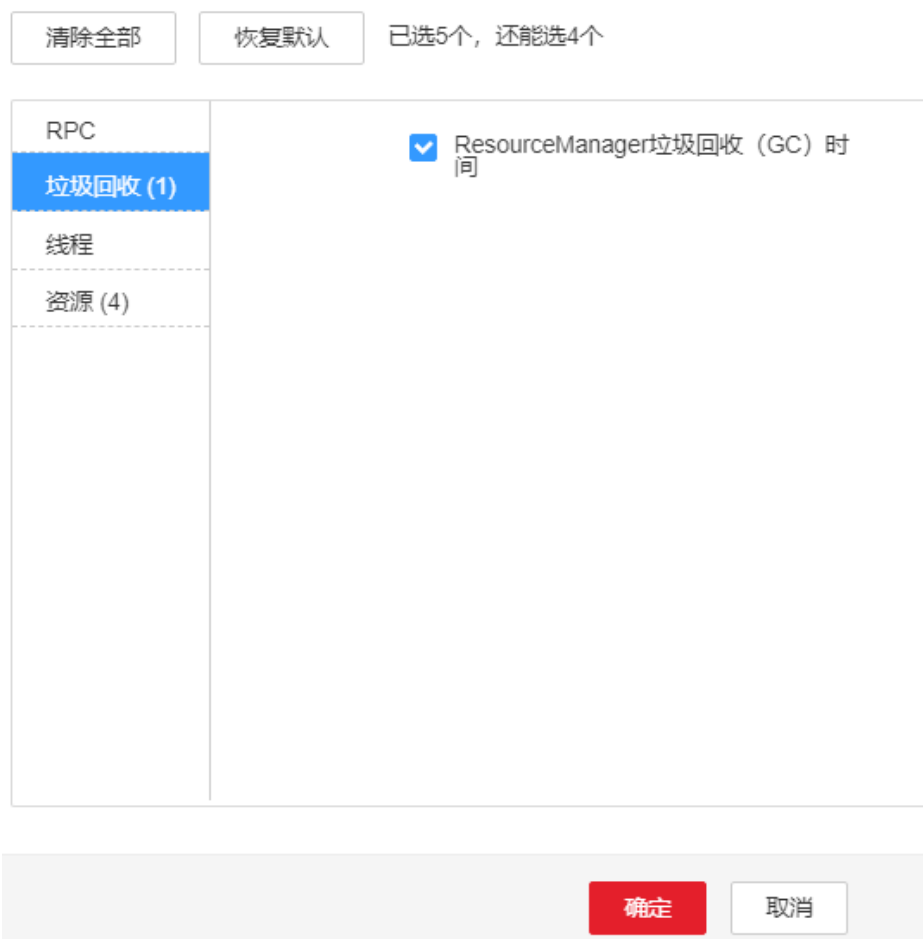 清除全部 恢复默认 已选5个，还能选4个
RPC
垃圾回收 (1)
线程
资源 (4)
ResourceManager垃圾回收（GC）时
间
确定 取消